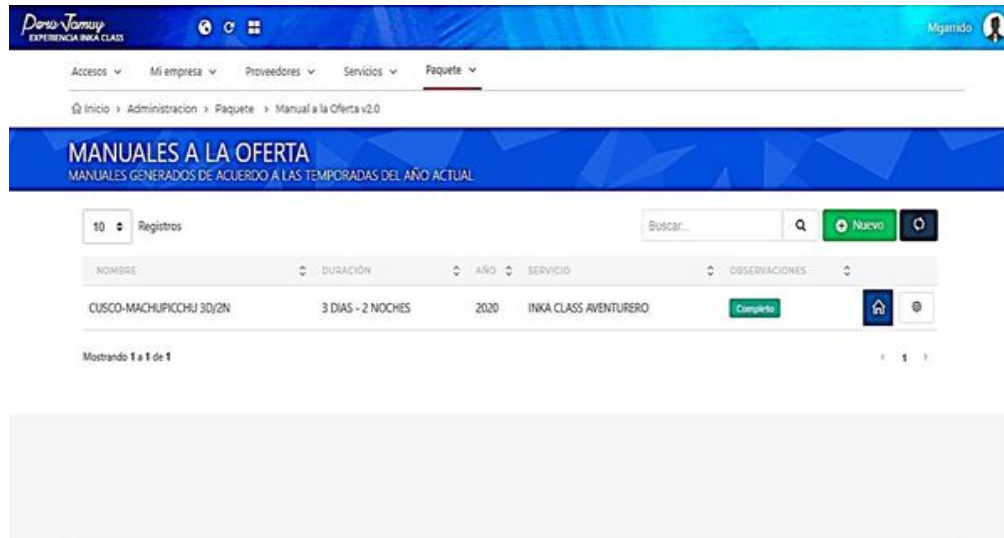 Perú Jamuy
EXPERIENCIA INKA CLASS
Mgarrido
Accesos Mi empresa Proveedores Servicios Paquete
Inicio > Administracion > Paquete > Manual a la Oferta v2.0
MANUALES A LA OFERTA
MANUALES GENERADOS DE ACUERDO A LAS TEMPORADAS DEL AÑO ACTUAL
10 Registros Buscar... Nuevo
NOMBRE DURACIÓN AÑO SERVICIO OBSERVACIONES
CUSCO-MACHUPICCHU 3D/2N 3 DIAS - 2 NOCHES 2020 INKA CLASS AVENTURERO Completo
Mostrando 1 a 1 de 1 < 1 >